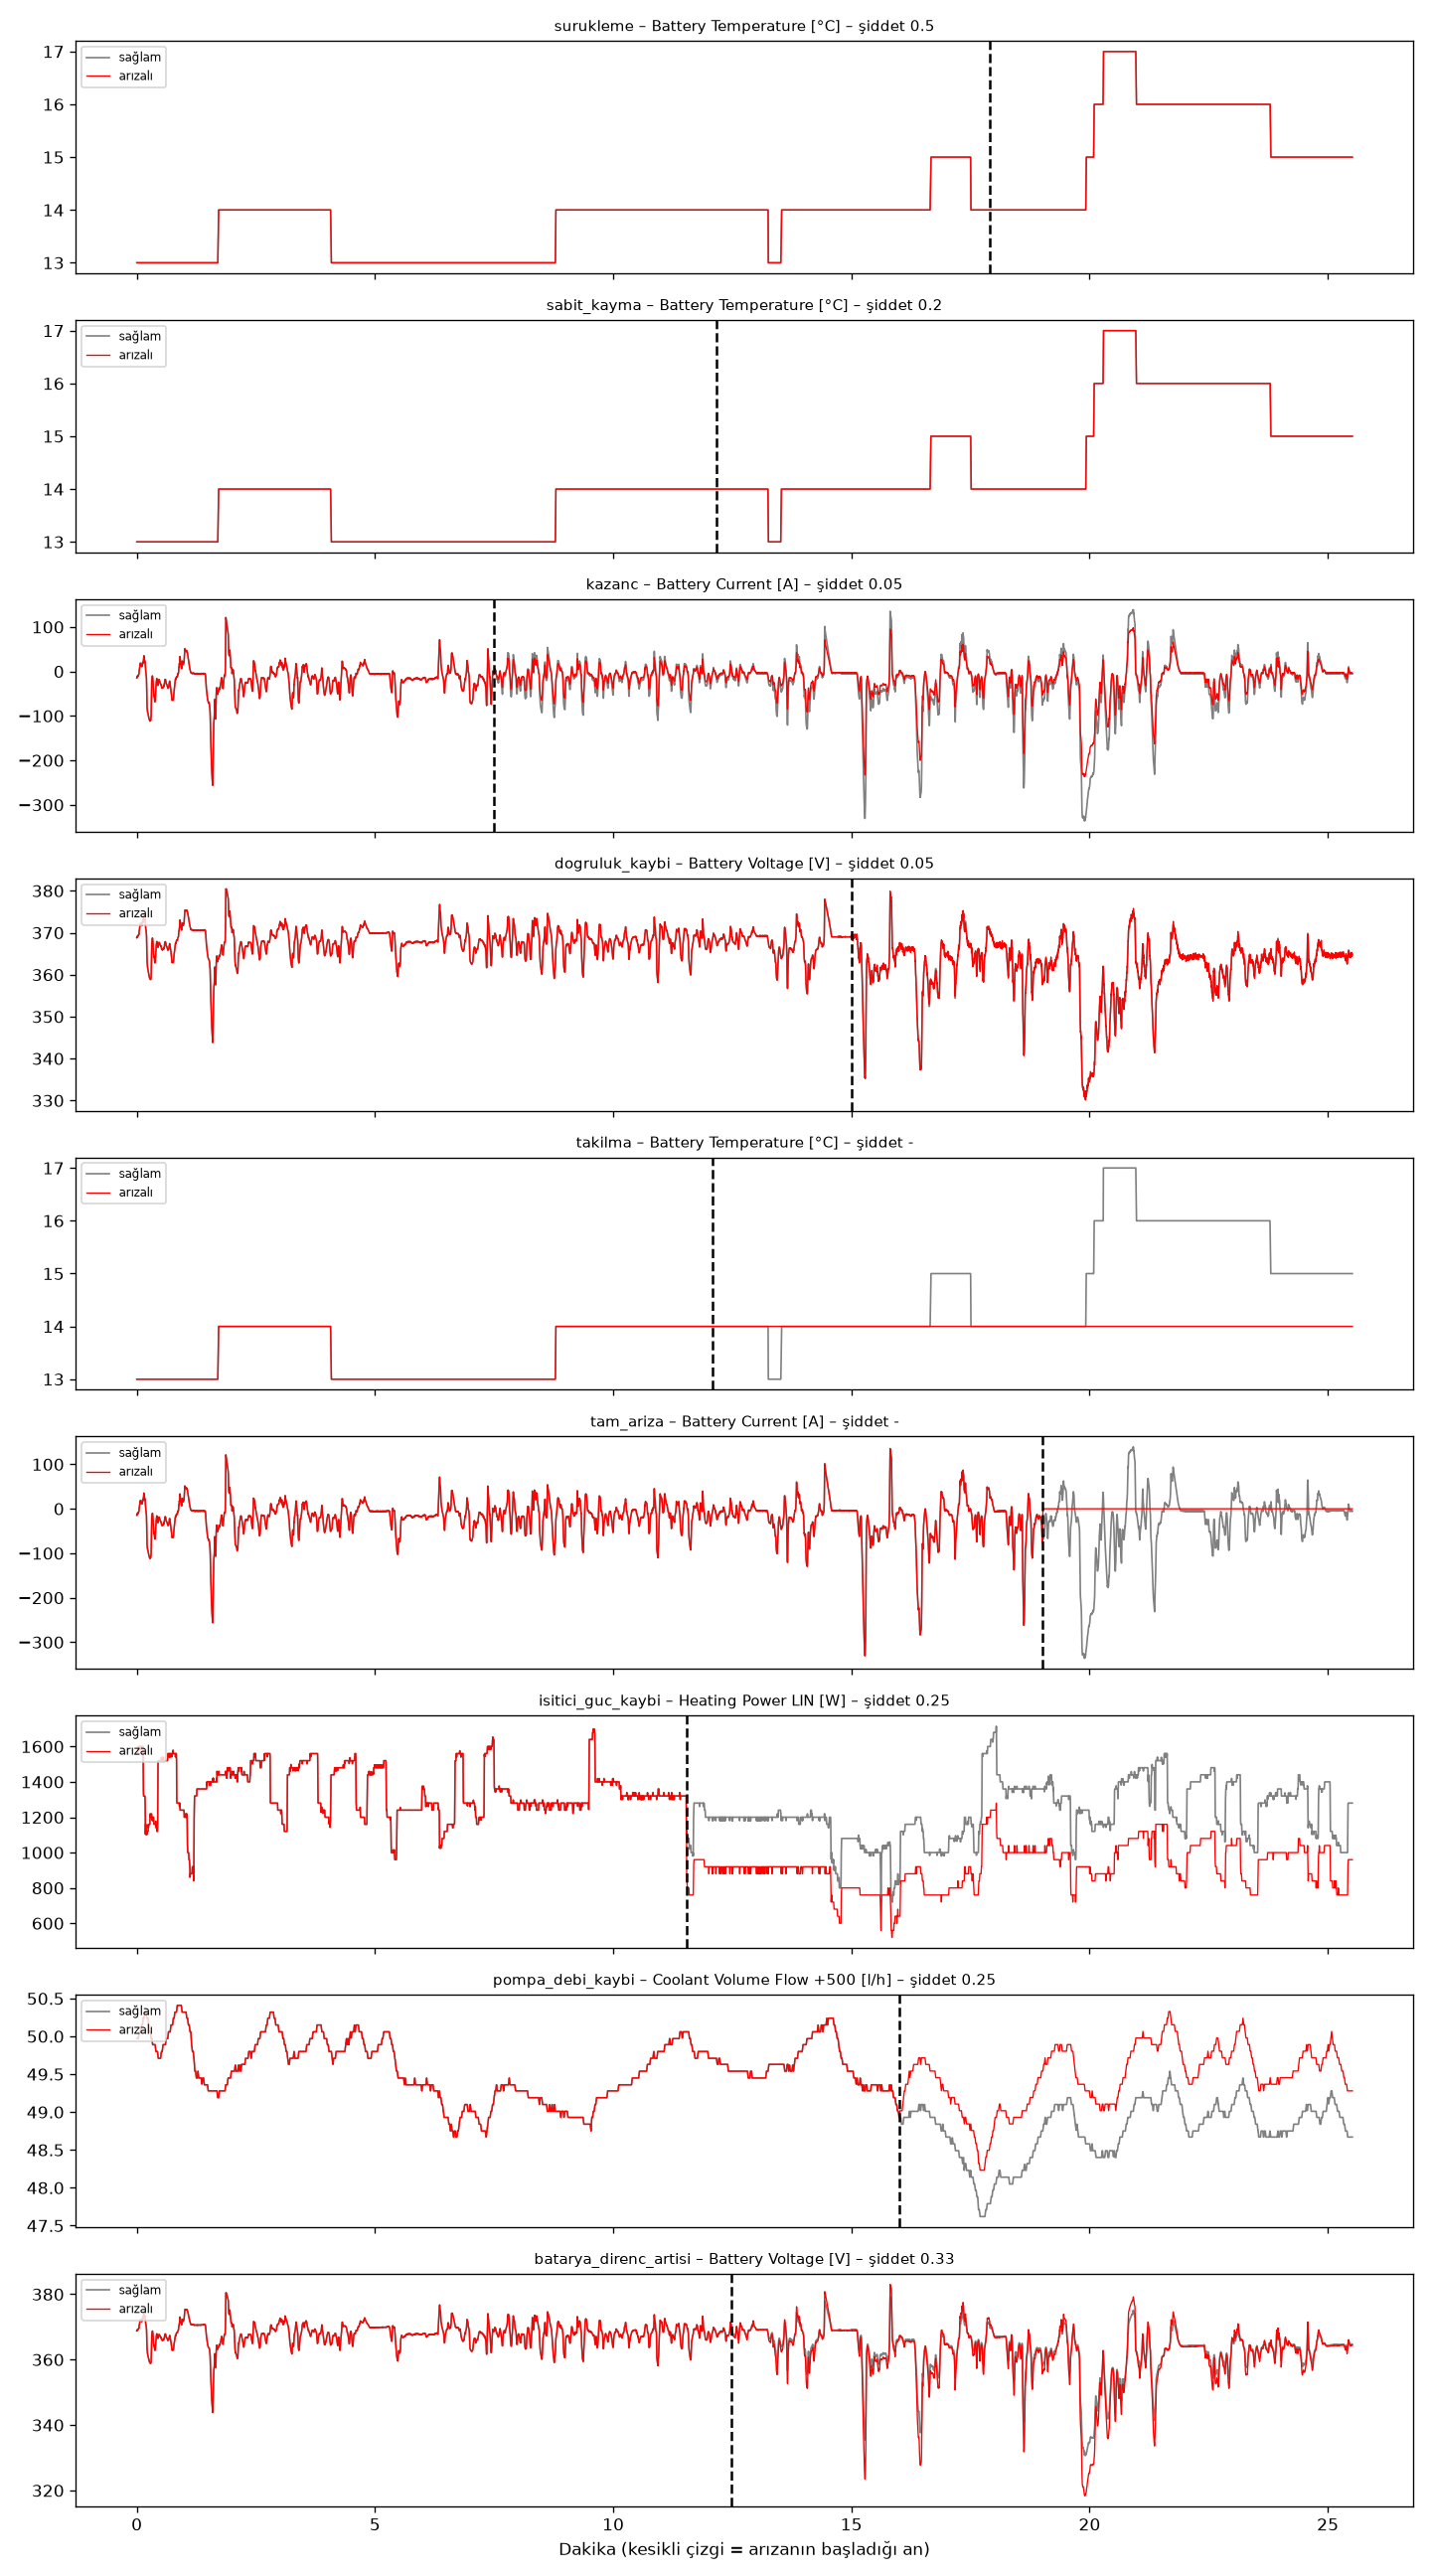 surukleme – Battery Temperature [°C] – şiddet 0.5
sağlam
arızalı
17
16
15
14
13
sabit_kayma – Battery Temperature [°C] – şiddet 0.2
sağlam
arızalı
17
16
15
14
13
kazanc – Battery Current [A] – şiddet 0.05
sağlam
arızalı
100
0
−100
−200
−300
dogruluk_kaybi – Battery Voltage [V] – şiddet 0.05
sağlam
arızalı
380
370
360
350
340
330
takilma – Battery Temperature [°C] – şiddet -
sağlam
arızalı
17
16
15
14
13
tam_ariza – Battery Current [A] – şiddet -
sağlam
arızalı
100
0
−100
−200
−300
isitici_guc_kaybi – Heating Power LIN [W] – şiddet 0.25
sağlam
arızalı
1600
1400
1200
1000
800
600
pompa_debi_kaybi – Coolant Volume Flow +500 [l/h] – şiddet 0.25
sağlam
arızalı
50.5
50.0
49.5
49.0
48.5
48.0
47.5
batarya_direnc_artisi – Battery Voltage [V] – şiddet 0.33
sağlam
arızalı
380
360
340
320
0 5 10 15 20 25
Dakika (kesikli çizgi = arızanın başladığı an)